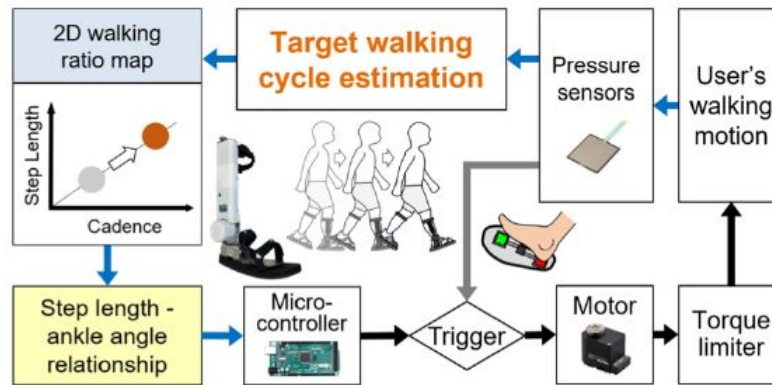 2D walking
ratio map
Target walking
cycle estimation
Pressure
sensors
User's
walking
motion
Step Length
Cadence
Step length -
ankle angle
relationship
Micro-
controller
Trigger
Motor
Torque
limiter